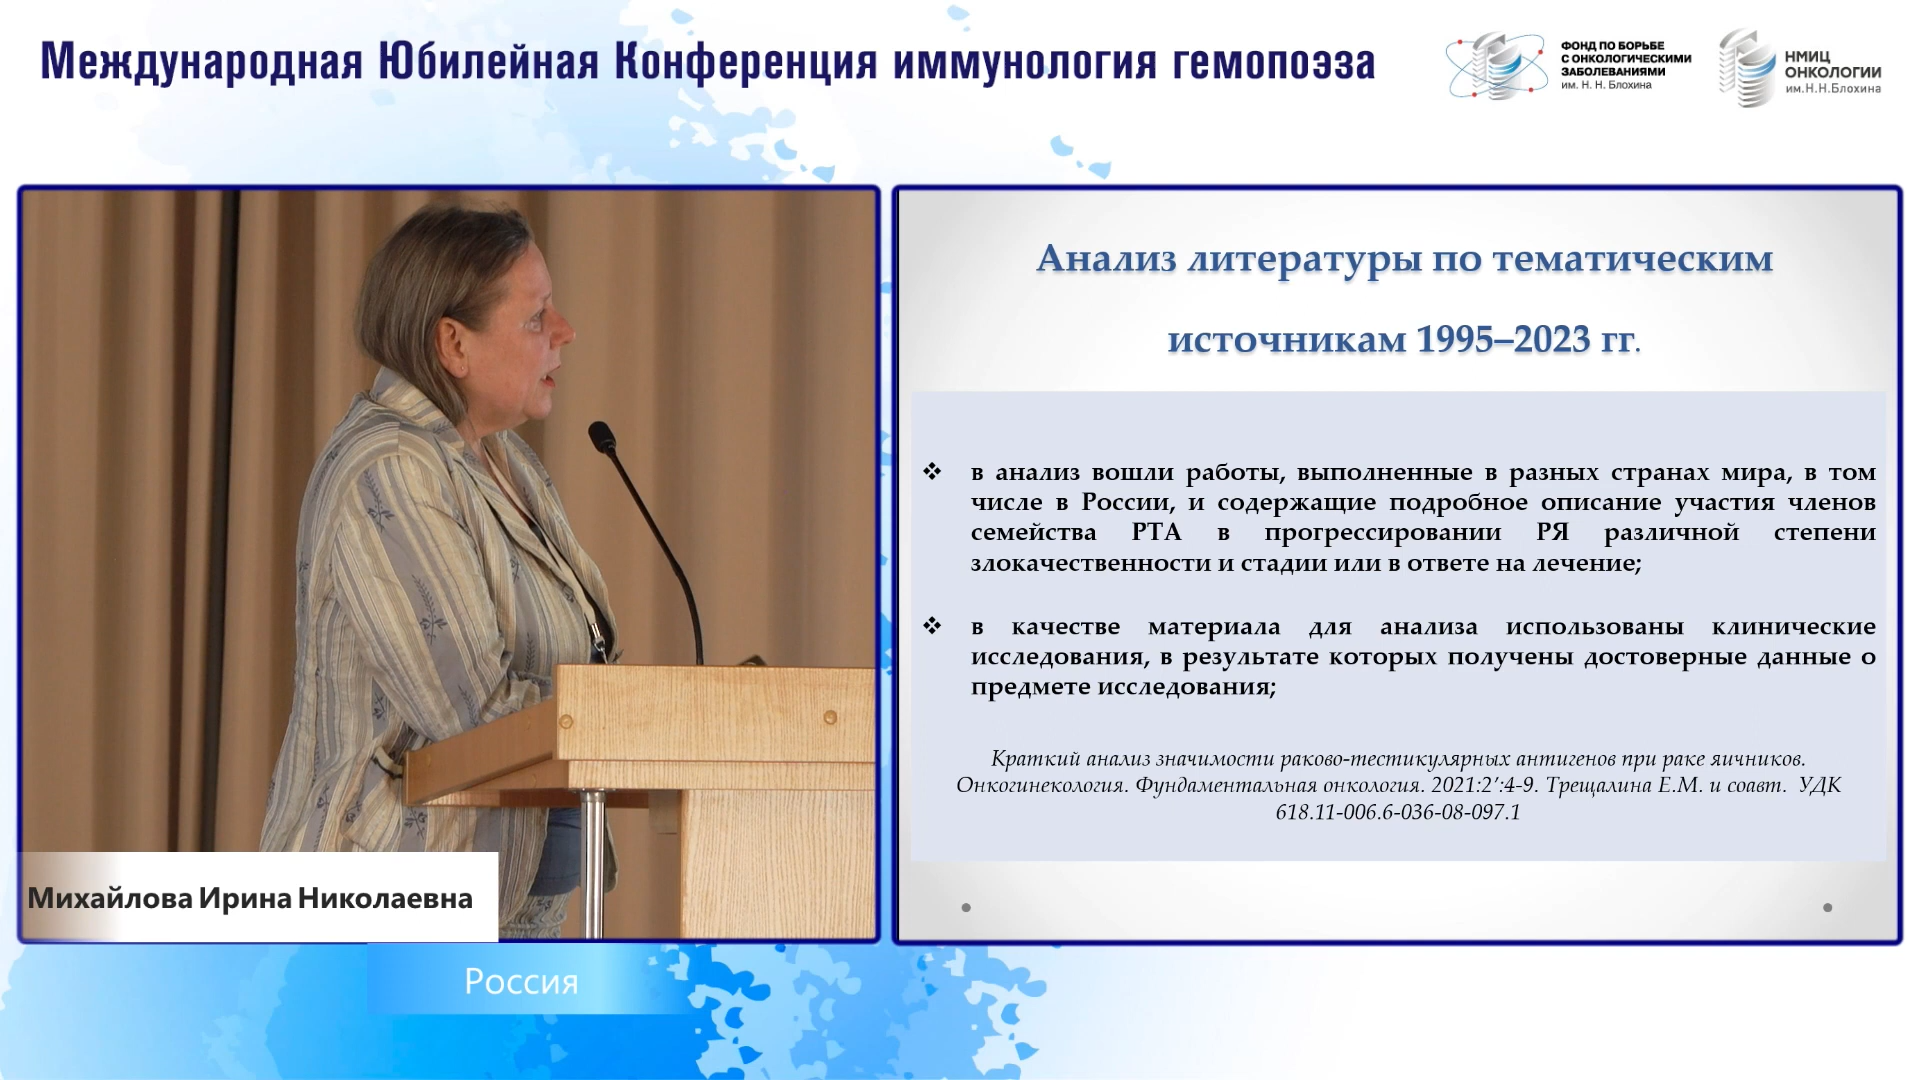 Международная Юбилейная Конференция иммунология гемопоэза
ФОНД ПО БОРЬБЕ
С ОНКОЛОГИЧЕСКИМИ
ЗАБОЛЕВАНИЯМИ
им. Н. Н. Блохина
НМИЦ
ОНКОЛОГИИ
им.Н.Н.Блохина
Анализ литературы по тематическим
источникам 1995–2023 гг.
❖ в анализ вошли работы, выполненные в разных странах мира, в том
числе в России, и содержащие подробное описание участия членов
семейства РТА в прогрессировании РЯ различной степени
злокачественности и стадии или в ответе на лечение;
❖ в качестве материала для анализа использованы клинические
исследования, в результате которых получены достоверные данные о
предмете исследования;
Краткий анализ значимости раково-тестикулярных антигенов при раке яичников.
Онкогинекология. Фундаментальная онкология. 2021:2’:4-9. Трещалина Е.М. и соавт. УДК
618.11-006.6-036-08-097.1
Михайлова Ирина Николаевна
Россия